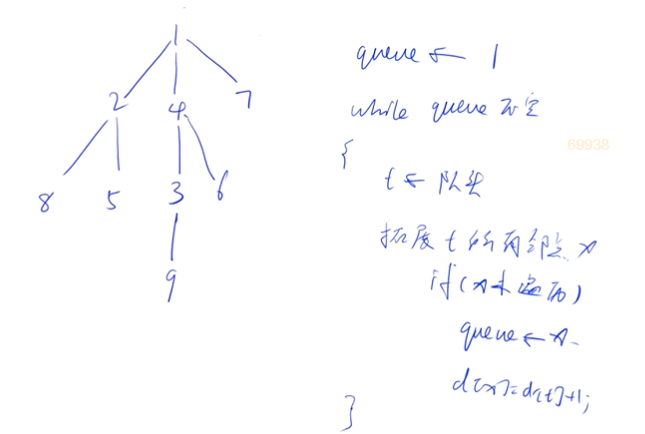 1
2 4 7
8 5 3 6
9
queue ← 1
while queue 不空
{
t ← 队头
拓展 t 的所有邻点 x
if (x未遍历)
queue ← x
d[x]=d[t]+1;
}
69938